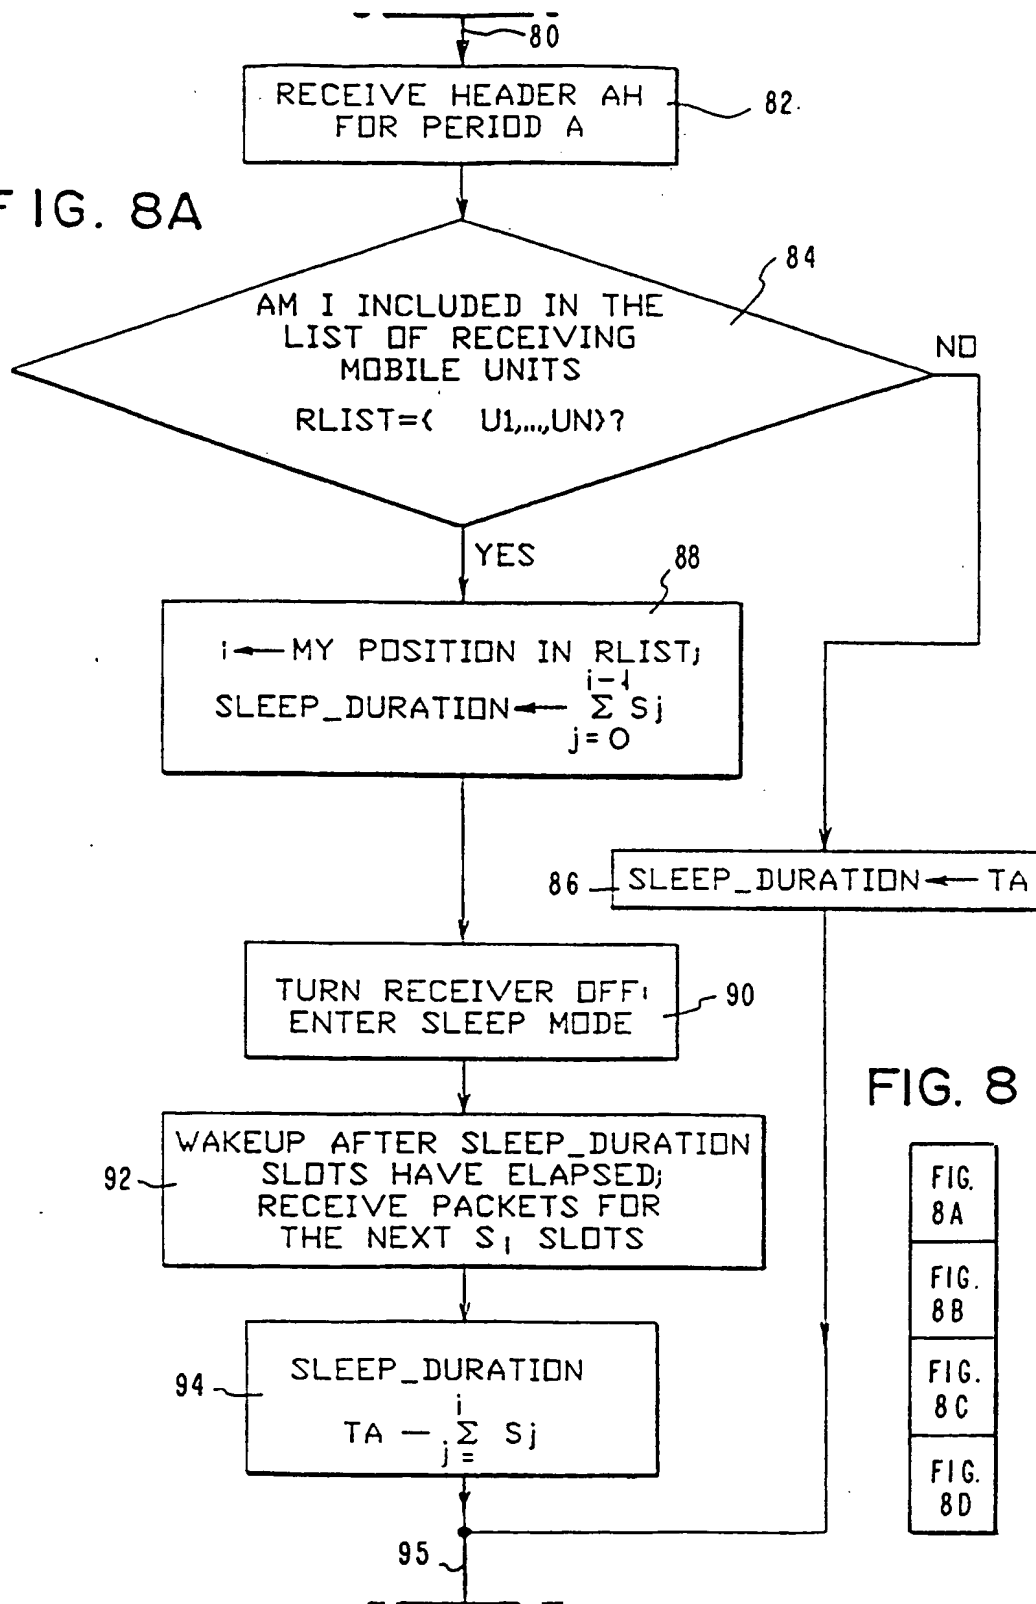 80
RECEIVE HEADER AH
FOR PERIOD A
82
FIG. 8A
84
AM I INCLUDED IN THE
LIST OF RECEIVING
MOBILE UNITS
RLIST={ U1,...,UN}?
NO
YES
88
i ← MY POSITION IN RLIST;
i-1
SLEEP_DURATION ← Σ Sj
j=0
86
SLEEP_DURATION ← TA
TURN RECEIVER OFF;
ENTER SLEEP MODE
90
FIG. 8
WAKEUP AFTER SLEEP_DURATION
SLOTS HAVE ELAPSED;
RECEIVE PACKETS FOR
THE NEXT Si SLOTS
92
FIG.
8A
FIG.
8B
FIG.
8C
FIG.
8D
94
SLEEP_DURATION
i
TA — Σ Sj
j=
95